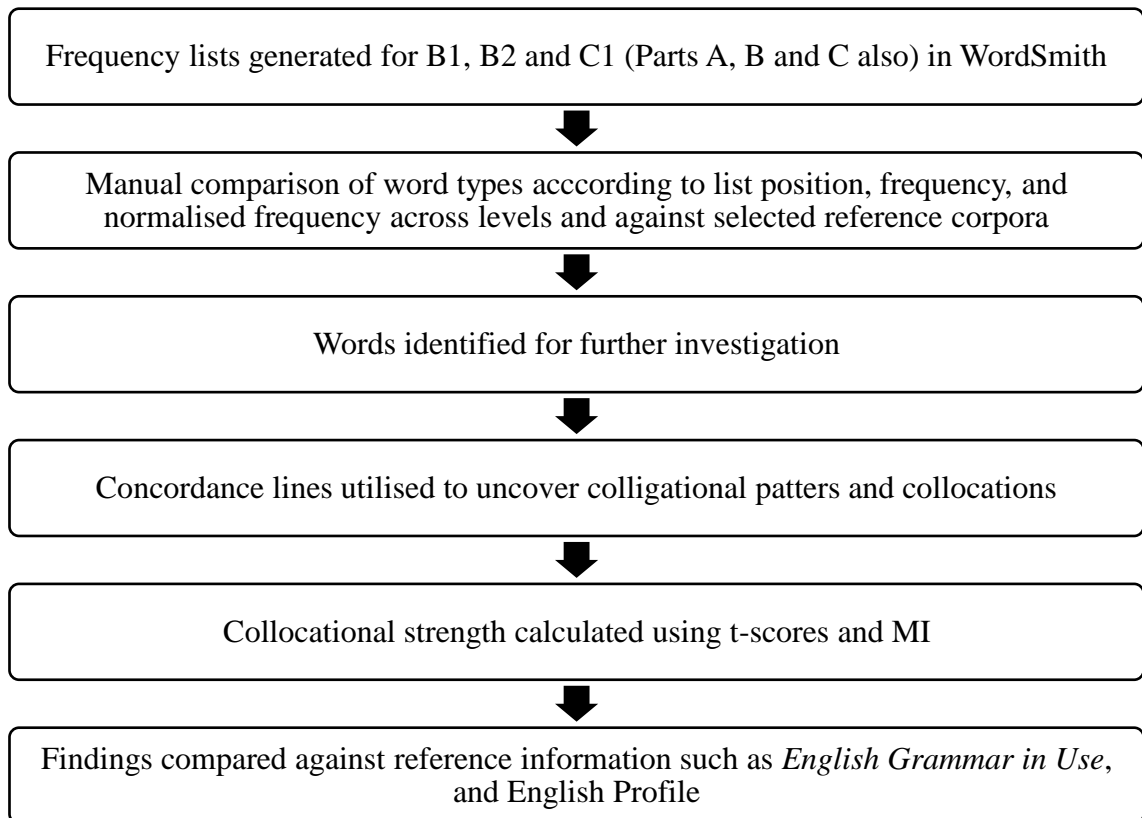 Frequency lists generated for B1, B2 and C1 (Parts A, B and C also) in WordSmith
Manual comparison of word types acccording to list position, frequency, and
normalised frequency across levels and against selected reference corpora
Words identified for further investigation
Concordance lines utilised to uncover colligational patters and collocations
Collocational strength calculated using t-scores and MI
Findings compared against reference information such as English Grammar in Use,
and English Profile